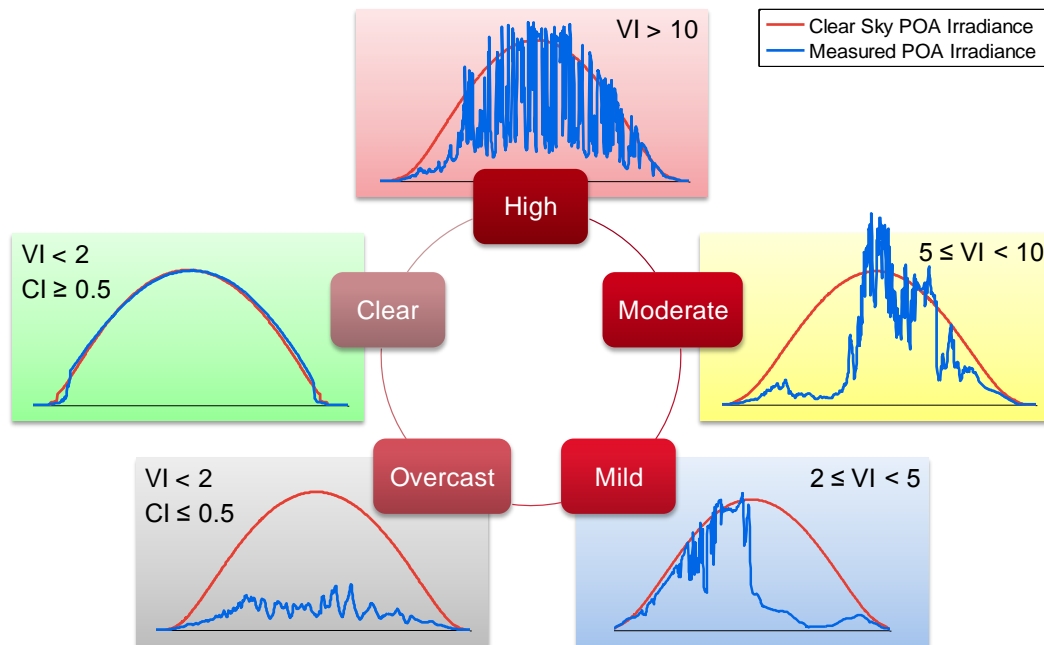 VI > 10
Clear Sky POA Irradiance
Measured POA Irradiance
High
VI < 2
CI ≥ 0.5
Clear
Moderate
5 ≤ VI < 10
VI < 2
CI ≤ 0.5
Overcast
Mild
2 ≤ VI < 5